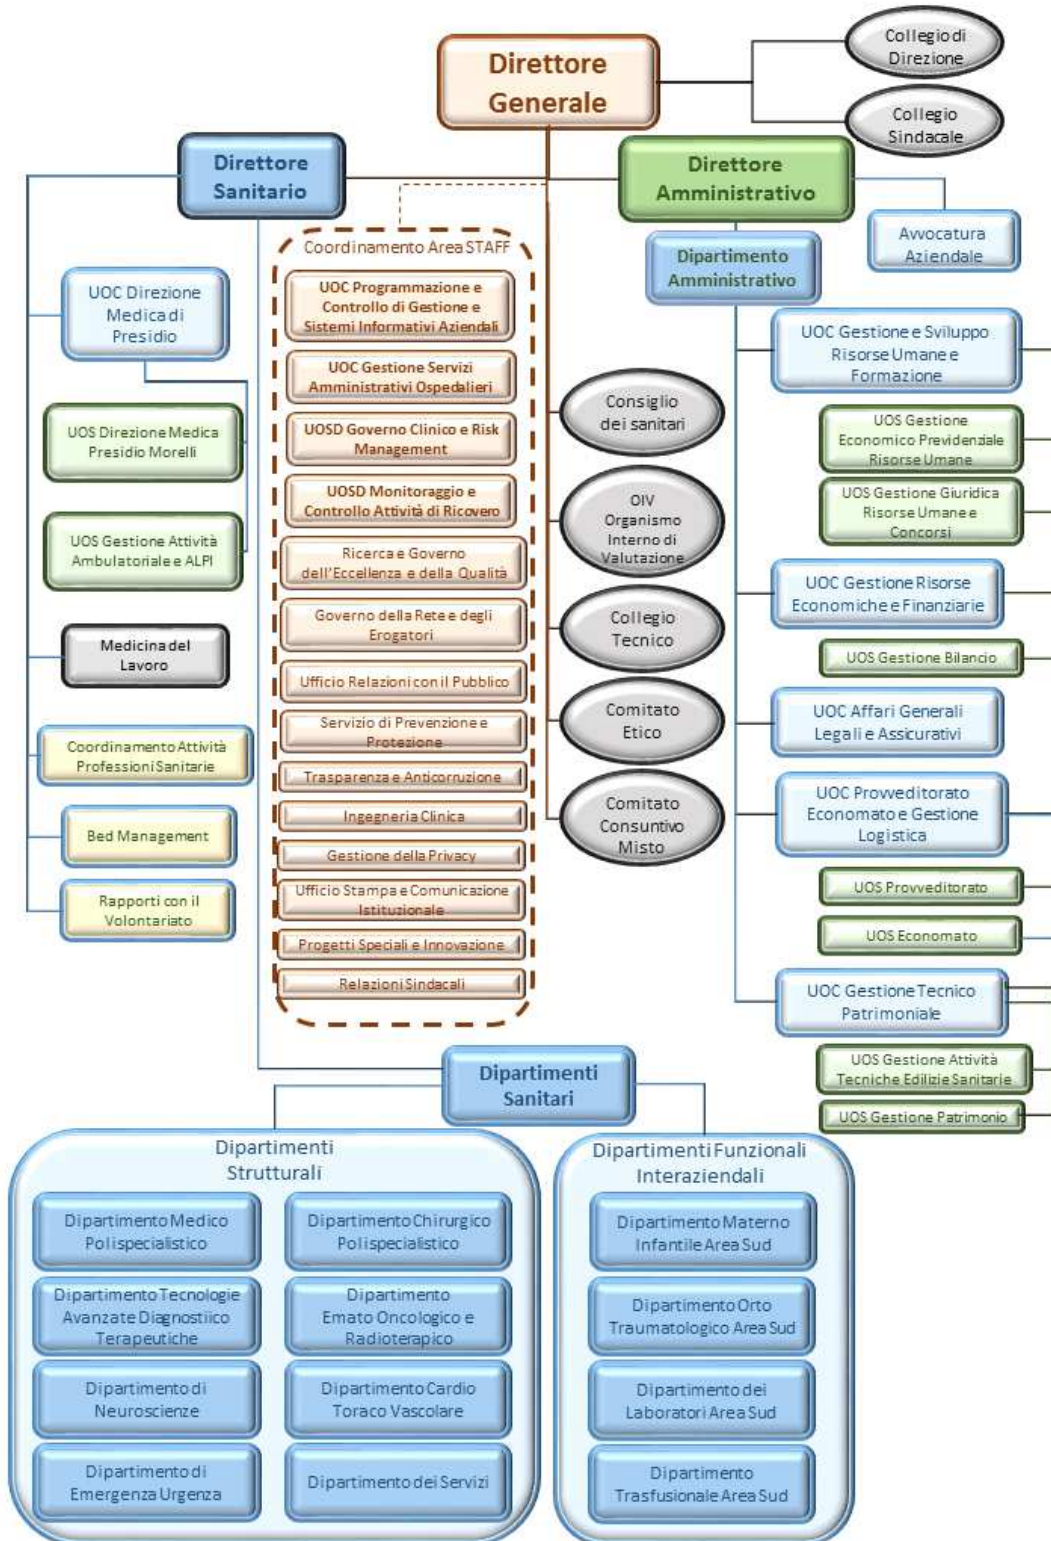 Direttore
Generale
Collegio di
Direzione
Collegio
Sindacale
Direttore
Sanitario
Direttore
Amministrativo
Avvocatura
Aziendale
Dipartimento
Amministrativo
Coordinamento Area STAFF
UOC Programmazione e
Controllo di Gestione e
Sistemi Informativi Aziendali
UOC Gestione Servizi
Amministrativi Ospedalieri
UOSD Governo Clinico e Risk
Management
UOSD Monitoraggio e
Controllo Attività di Ricovero
Ricerca e Governo
dell'Eccellenza e della Qualità
Governo della Rete e degli
Erogatori
Ufficio Relazioni con il Pubblico
Servizio di Prevenzione e
Protezione
Trasparenza e Anticorruzione
Ingegneria Clinica
Gestione della Privacy
Ufficio Stampa e Comunicazione
Istituzionale
Progetti Speciali e Innovazione
Relazioni Sindacali
UOC Direzione
Medica di
Presidio
UOS Direzione Medica
Presidio Morelli
UOS Gestione Attività
Ambulatoriale e ALPI
Medicina del
Lavoro
Coordinamento Attività
Professioni Sanitarie
Bed Management
Rapporti con il
Volontariato
Consiglio
dei sanitari
OIV
Organismo
Interno di
Valutazione
Collegio
Tecnico
Comitato
Etico
Comitato
Consuntivo
Misto
UOC Gestione e Sviluppo
Risorse Umane e
Formazione
UOS Gestione
Economico Previdenziale
Risorse Umane
UOS Gestione Giuridica
Risorse Umane e
Concorsi
UOC Gestione Risorse
Economiche e Finanziarie
UOS Gestione Bilancio
UOC Affari Generali
Legali e Assicurativi
UOC Provveditorato
Economato e Gestione
Logistica
UOS Provveditorato
UOS Economato
UOC Gestione Tecnico
Patrimoniale
UOS Gestione Attività
Tecniche Edilizie Sanitarie
UOS Gestione Patrimonio
Dipartimenti
Sanitari
Dipartimenti
Strutturali
Dipartimento Medico
Polispecialistico
Dipartimento Chirurgico
Polispecialistico
Dipartimento Tecnologie
Avanzate Diagnostiico
Terapeutiche
Dipartimento
Emato Oncologico e
Radioterapico
Dipartimento di
Neuroscienze
Dipartimento Cardio
Toraco Vascolare
Dipartimento di
Emergenza Urgenza
Dipartimento dei Servizi
Dipartimenti Funzionali
Interaziendali
Dipartimento Materno
Infantile Area Sud
Dipartimento Orto
Traumatologico Area Sud
Dipartimento dei
Laboratori Area Sud
Dipartimento
Trasfusionale Area Sud